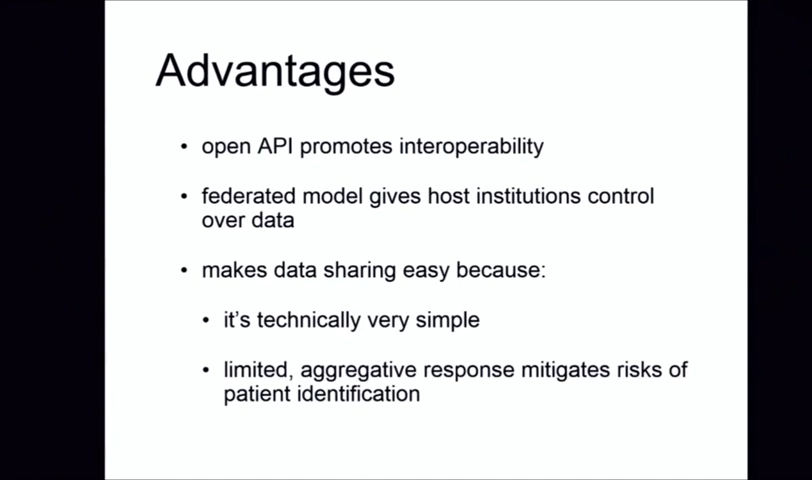 Advantages
• open API promotes interoperability
• federated model gives host institutions control
over data
• makes data sharing easy because:
• it's technically very simple
• limited, aggregative response mitigates risks of
patient identification